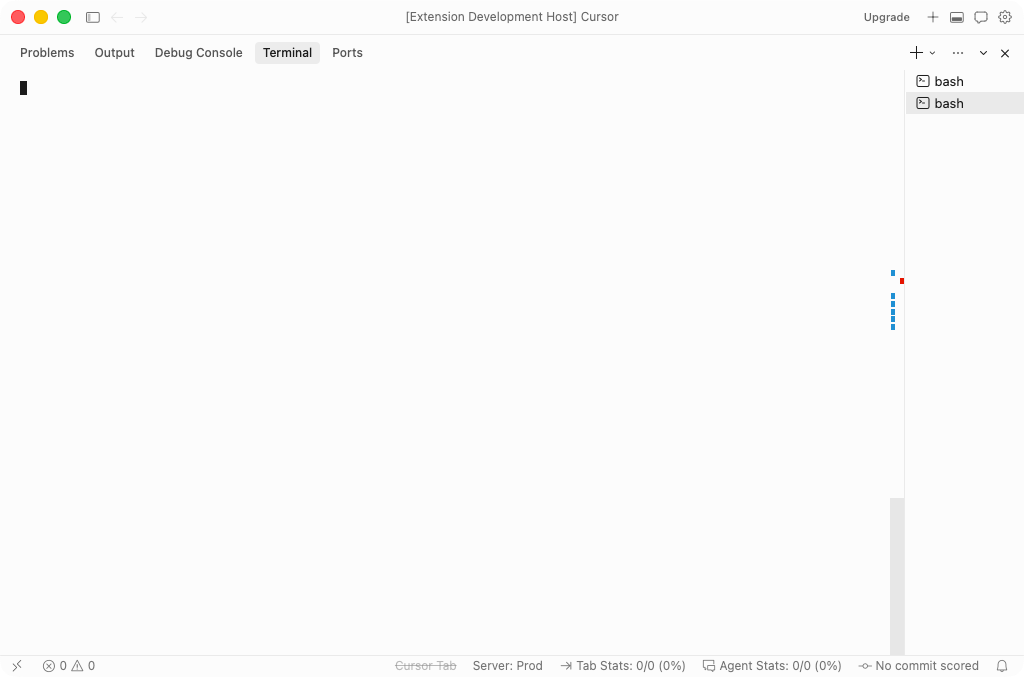 [Extension Development Host] Cursor
Upgrade
Problems Output Debug Console Terminal Ports
bash
bash
0 0 Cursor Tab Server: Prod Tab Stats: 0/0 (0%) Agent Stats: 0/0 (0%) No commit scored